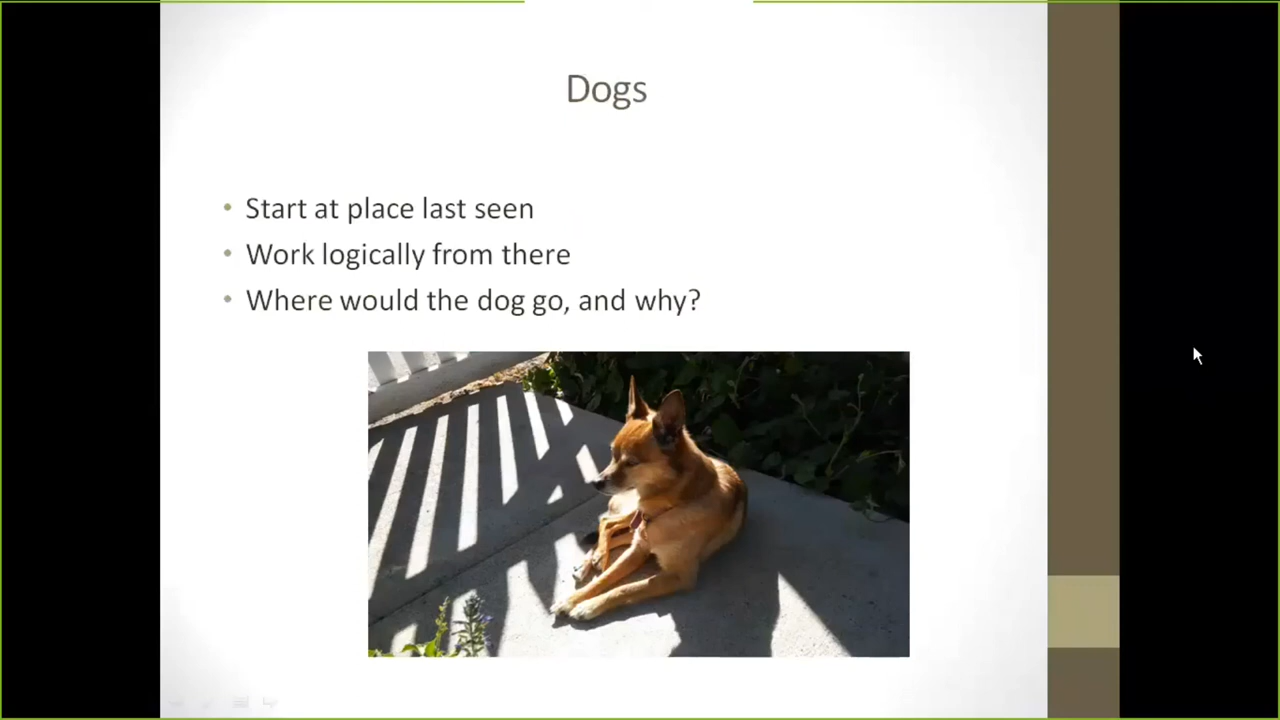 Dogs
• Start at place last seen
• Work logically from there
• Where would the dog go, and why?